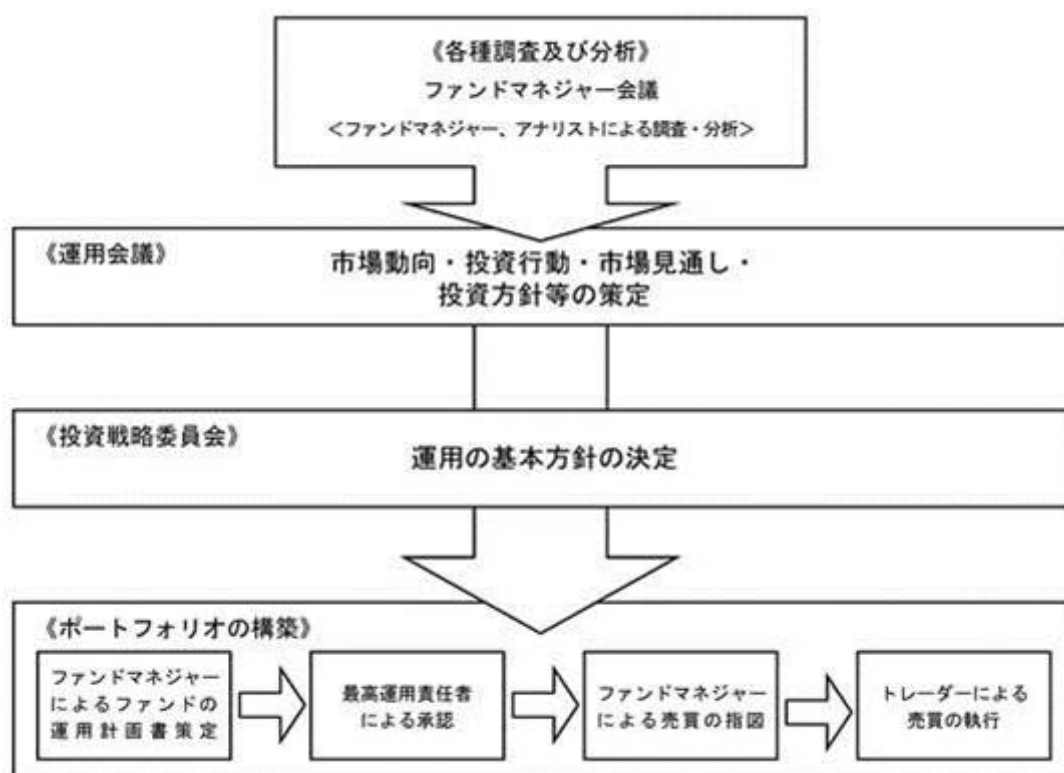 《各種調査及び分析》
ファンドマネジャー会議
<ファンドマネジャー、アナリストによる調査・分析>
《運用会議》
市場動向・投資行動・市場見通し・
投資方針等の策定
《投資戦略委員会》
運用の基本方針の決定
《ポートフォリオの構築》
ファンドマネジャー
によるファンドの
運用計画書策定
最高運用責任者
による承認
ファンドマネジャー
による売買の指図
トレーダーによる
売買の執行